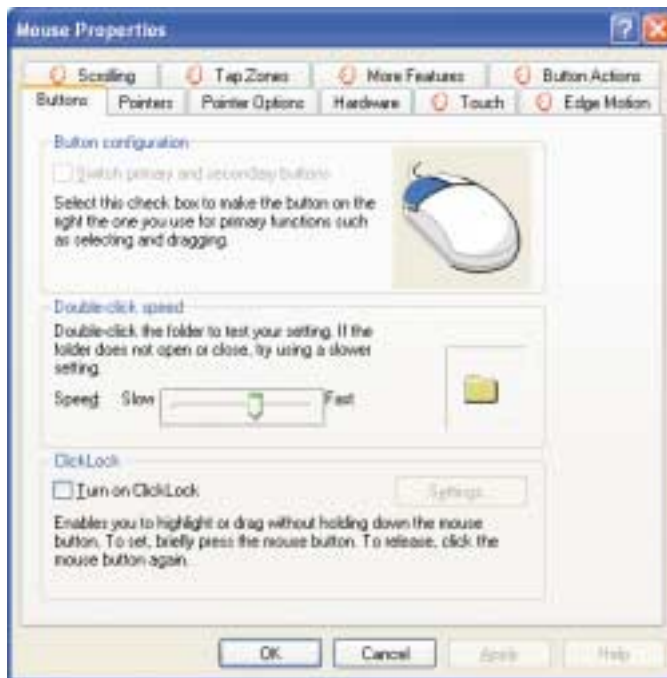 Mouse Properties
Scrolling Tap Zones More Features Button Actions
Buttons Pointers Pointer Options Hardware Touch Edge Motion
Button configuration
Switch primary and secondary buttons
Select this check box to make the button on the
right the one you use for primary functions such
as selecting and dragging.
Double-click speed
Double-click the folder to test your setting. If the
folder does not open or close, try using a slower
setting.
Speed: Slow Fast
ClickLock
Turn on ClickLock Settings...
Enables you to highlight or drag without holding down the mouse
button. To set, briefly press the mouse button. To release, click the
mouse button again.
OK Cancel Apply Help